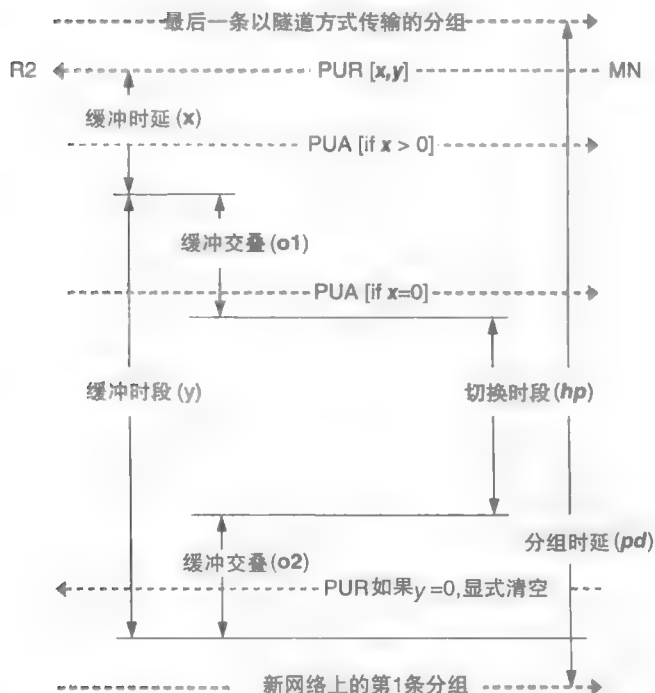 最后一条以隧道方式传输的分组
R2 PUR [x,y] MN
缓冲时延(x)
PUA [if x > 0]
缓冲交叠(o1)
PUA [if x=0]
缓冲时段(y) 切换时段(hp)
缓冲交叠(o2) 分组时延(pd)
PUR如果y=0,显式清空
新网络上的第1条分组